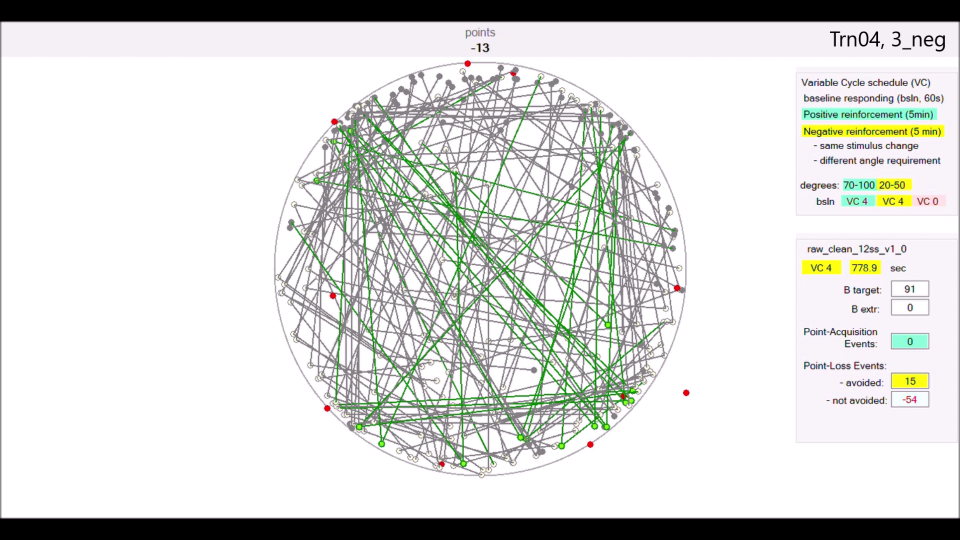 points
-13
Trn04, 3_neg
Variable Cycle schedule (VC)
baseline responding (bsln, 60s)
Positive reinforcement (5min)
Negative reinforcement (5 min)
- same stimulus change
- different angle requirement
degrees: 70-100 20-50
bsln VC 4 VC 4 VC 0
raw_clean_12ss_v1_0
VC 4 778.9 sec
B target: 91
B extr: 0
Point-Acquisition
Events: 0
Point-Loss Events:
- avoided: 15
- not avoided: -54